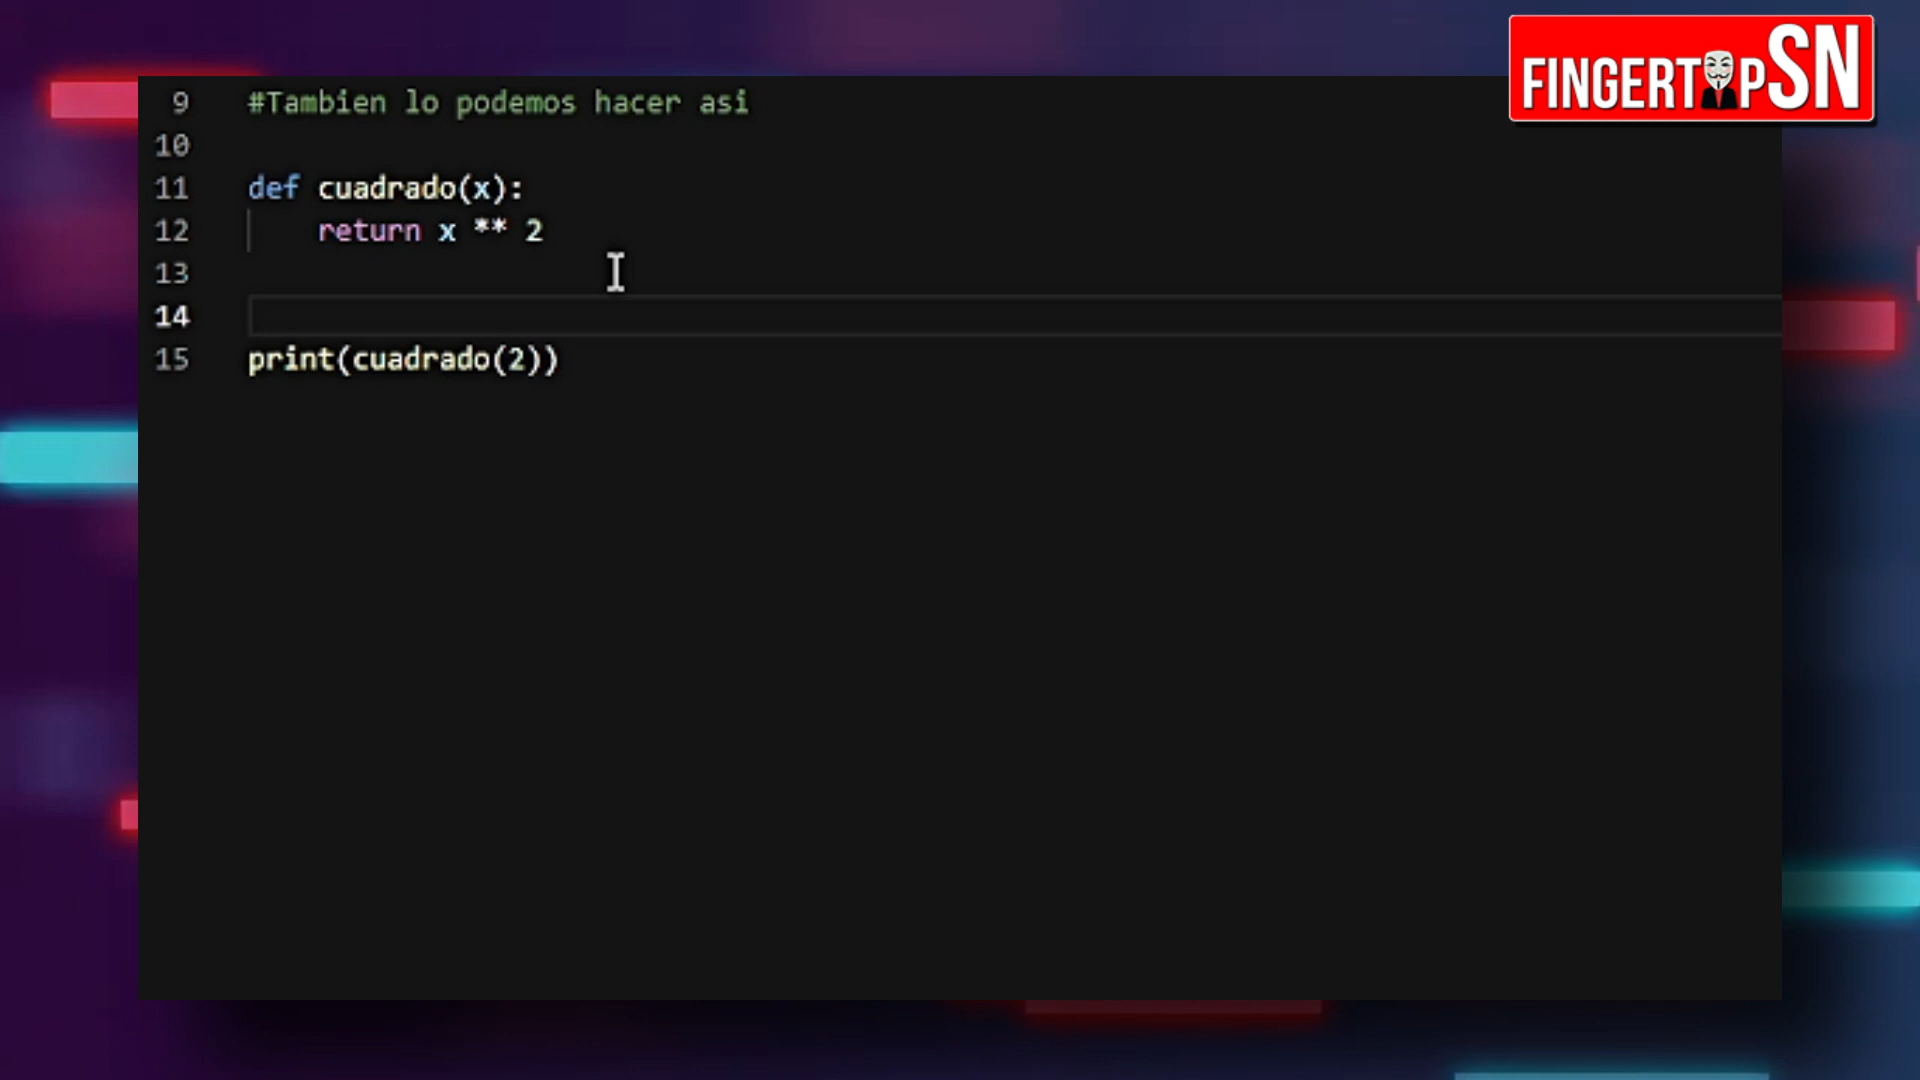 FINGERTIPSN
9 #Tambien lo podemos hacer asi
10
11 def cuadrado(x):
12 return x ** 2
13
14
15 print(cuadrado(2))